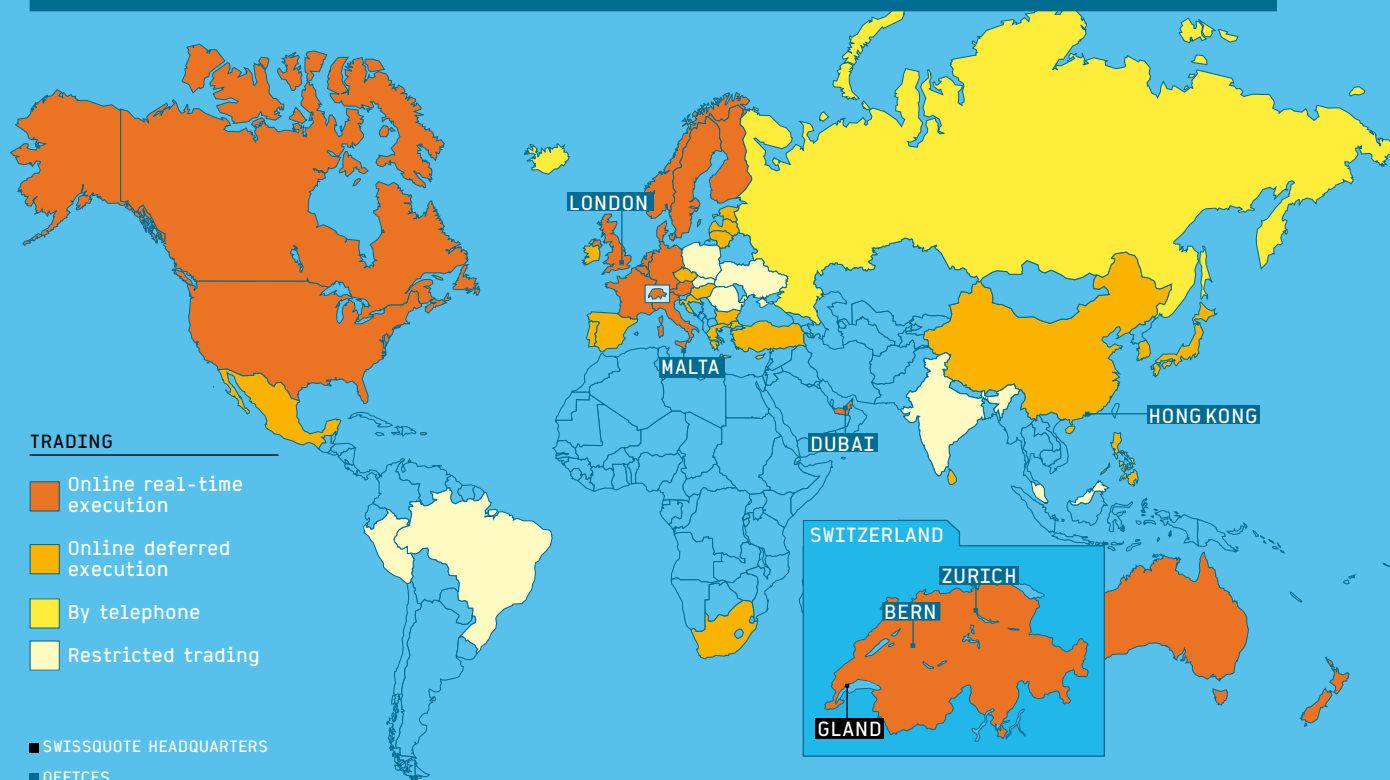 LONDON
MALTA
HONG KONG
DUBAI
TRADING
Online real-time
execution
Online deferred
execution
By telephone
Restricted trading
SWITZERLAND
ZURICH
BERN
GLAND
SWISSQUOTE HEADQUARTERS
OFFICES